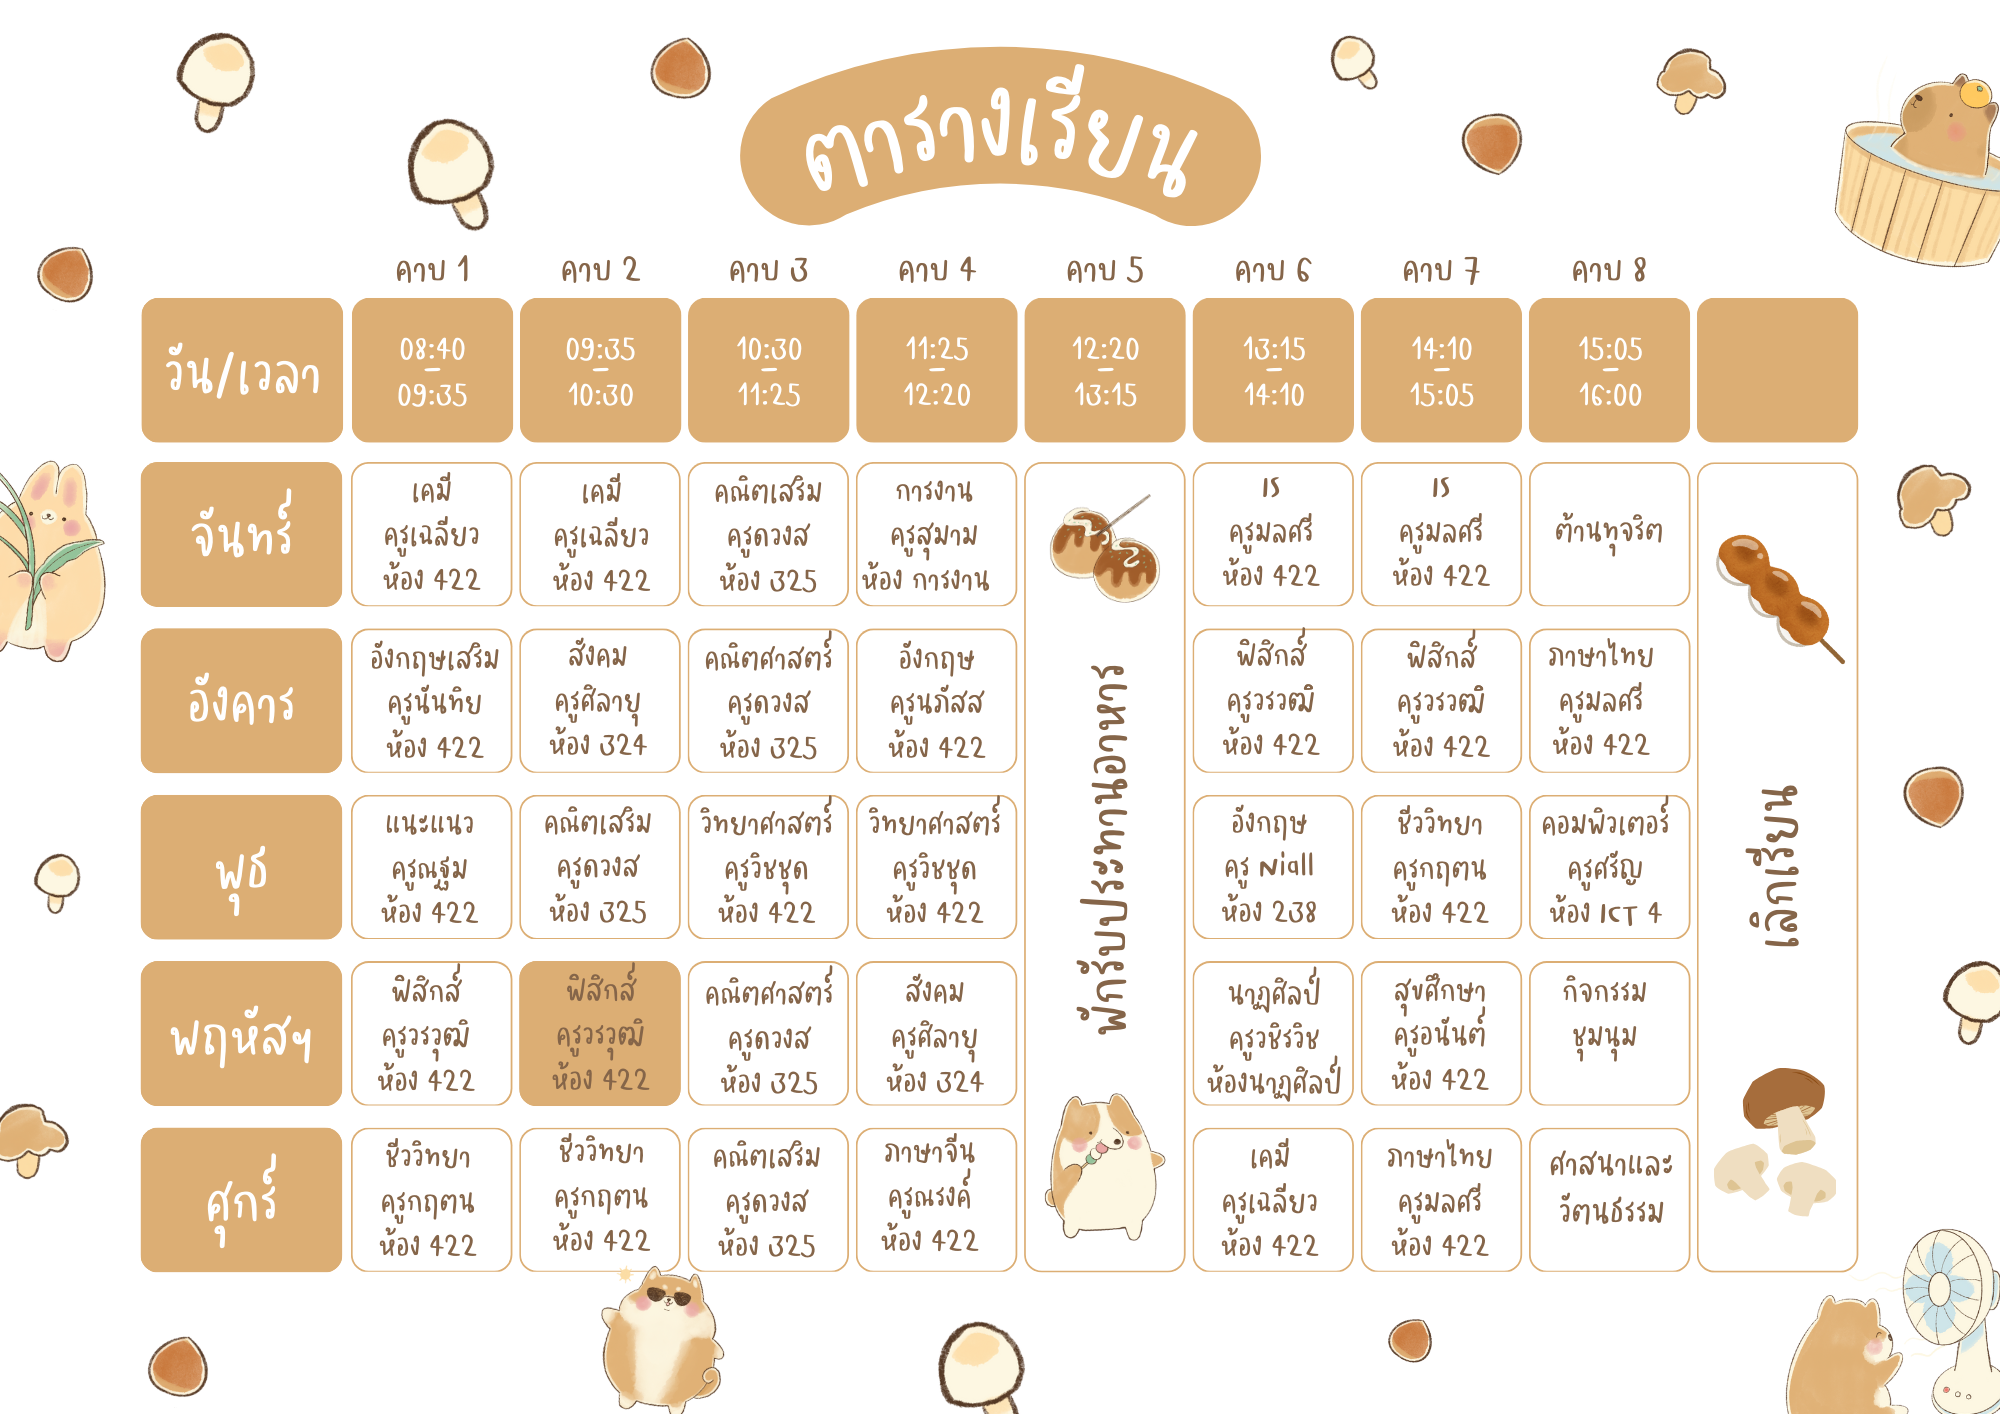 ตารางเรียน
คาบ 1 คาบ 2 คาบ 3 คาบ 4 คาบ 5 คาบ 6 คาบ 7 คาบ 8
วัน/เวลา
08:40
–
09:35
09:35
–
10:30
10:30
–
11:25
11:25
–
12:20
12:20
–
13:15
13:15
–
14:10
14:10
–
15:05
15:05
–
16:00
จันทร์
เคมี
ครูเฉลียว
ห้อง 422
เคมี
ครูเฉลียว
ห้อง 422
คณิตเสริม
ครูดวงส
ห้อง 325
การงาน
ครูสุมาม
ห้อง การงาน
พักรับประทานอาหาร
IS
ครูมลศรี
ห้อง 422
IS
ครูมลศรี
ห้อง 422
ต้านทุจริต
เลิกเรียน
อังคาร
อังกฤษเสริม
ครูนันทิย
ห้อง 422
สังคม
ครูศิลายุ
ห้อง 324
คณิตศาสตร์
ครูดวงส
ห้อง 325
อังกฤษ
ครูนภัสส
ห้อง 422
ฟิสิกส์
ครูวรวฒิ
ห้อง 422
ฟิสิกส์
ครูวรวฒิ
ห้อง 422
ภาษาไทย
ครูมลศรี
ห้อง 422
พุธ
แนะแนว
ครูณฐม
ห้อง 422
คณิตเสริม
ครูดวงส
ห้อง 325
วิทยาศาสตร์
ครูวิชชุด
ห้อง 422
วิทยาศาสตร์
ครูวิชชุด
ห้อง 422
อังกฤษ
ครู Niall
ห้อง 238
ชีววิทยา
ครูกฤตน
ห้อง 422
คอมพิวเตอร์
ครูศรัญ
ห้อง ICT 4
พฤหัสฯ
ฟิสิกส์
ครูวรวุฒิ
ห้อง 422
ฟิสิกส์
ครูวรวุฒิ
ห้อง 422
คณิตศาสตร์
ครูดวงส
ห้อง 325
สังคม
ครูศิลายุ
ห้อง 324
นาฏศิลป์
ครูวชิรวิช
ห้องนาฏศิลป์
สุขศึกษา
ครูอนันต์
ห้อง 422
กิจกรรม
ชุมนุม
ศุกร์
ชีววิทยา
ครูกฤตน
ห้อง 422
ชีววิทยา
ครูกฤตน
ห้อง 422
คณิตเสริม
ครูดวงส
ห้อง 325
ภาษาจีน
ครูณรงค์
ห้อง 422
เคมี
ครูเฉลียว
ห้อง 422
ภาษาไทย
ครูมลศรี
ห้อง 422
ศาสนาและ
วัฒนธรรม